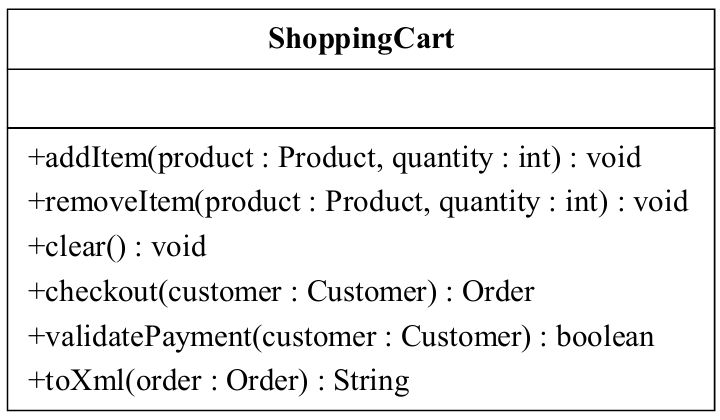 ShoppingCart
+addItem(product : Product, quantity : int) : void
+removeItem(product : Product, quantity : int) : void
+clear() : void
+checkout(customer : Customer) : Order
+validatePayment(customer : Customer) : boolean
+toXml(order : Order) : String